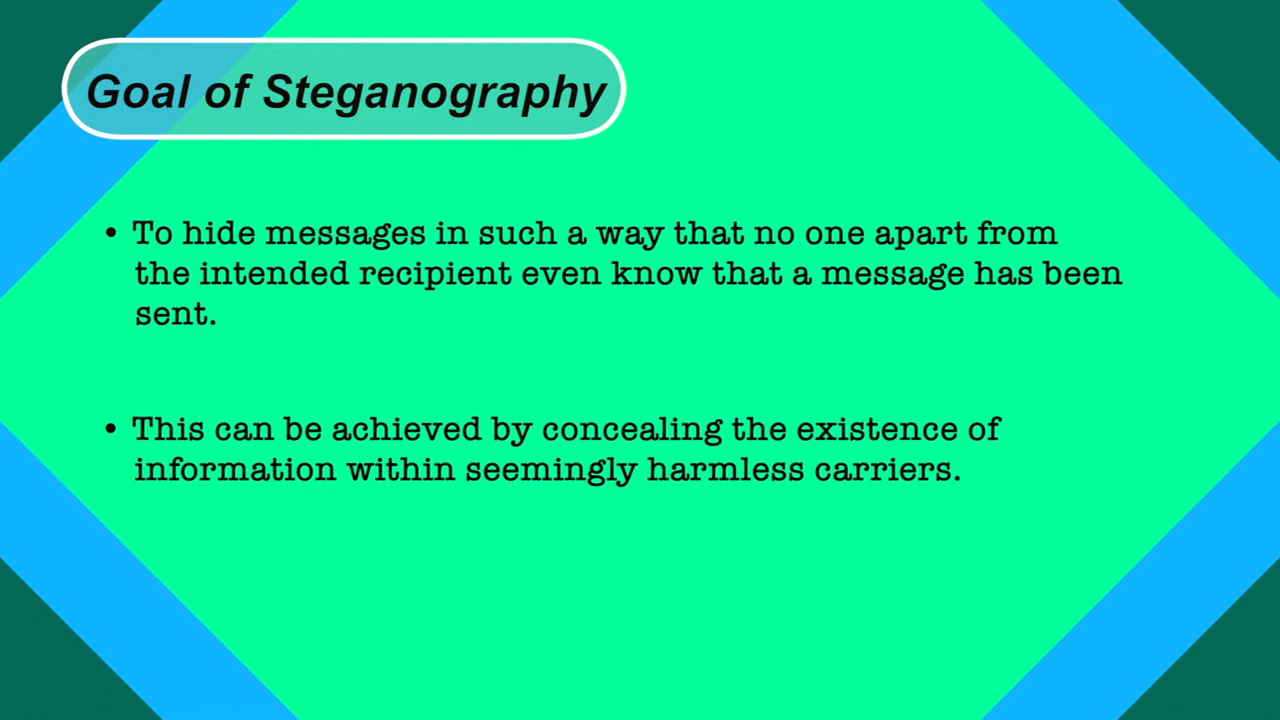 Goal of Steganography
• To hide messages in such a way that no one apart from
the intended recipient even know that a message has been
sent.
• This can be achieved by concealing the existence of
information within seemingly harmless carriers.